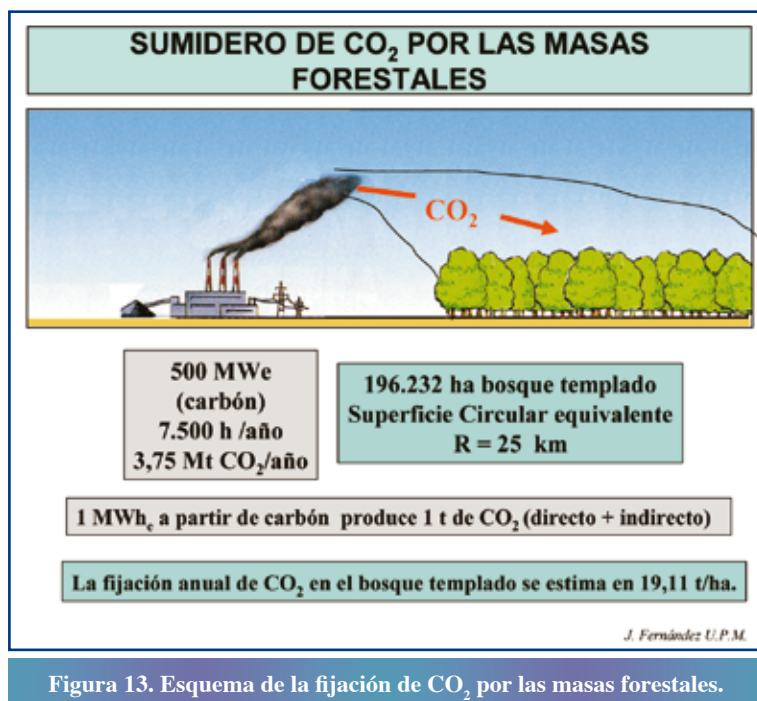 SUMIDERO DE CO₂ POR LAS MASAS
FORESTALES
CO₂
500 MWe
(carbón)
7.500 h /año
3,75 Mt CO₂/año
196.232 ha bosque templado
Superficie Circular equivalente
R = 25 km
1 MWhₑ a partir de carbón produce 1 t de CO₂ (directo + indirecto)
La fijación anual de CO₂ en el bosque templado se estima en 19,11 t/ha.
J. Fernández U.P.M.
Figura 13. Esquema de la fijación de CO₂ por las masas forestales.